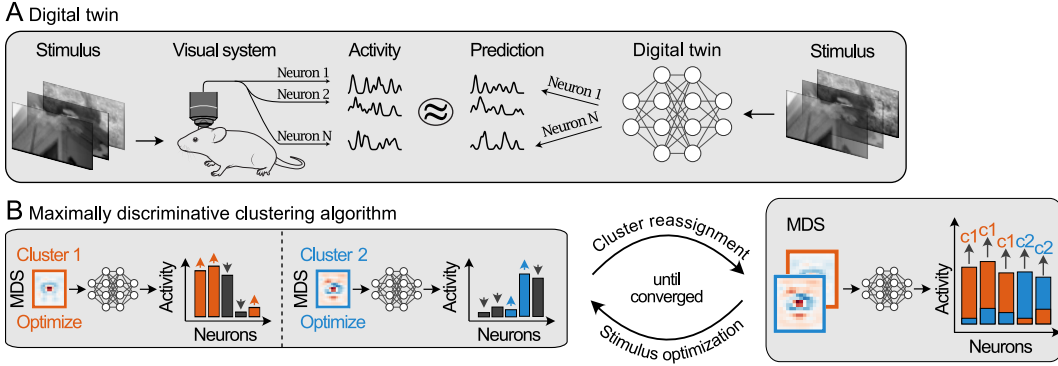 A Digital twin
Stimulus
Visual system
Activity
Prediction
Digital twin
Stimulus
Neuron 1
Neuron 2
Neuron N
≈
Neuron 1
Neuron N
B Maximally discriminative clustering algorithm
Cluster 1
MDS
Optimize
Activity
Neurons
Cluster 2
MDS
Optimize
Activity
Neurons
Cluster reassignment
until
converged
Stimulus optimization
MDS
Activity
c1
c1
c1
c2
c2
Neurons